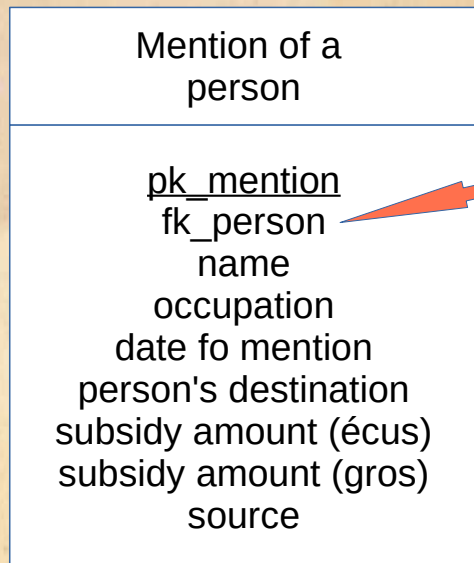 Mention of a
person
pk_mention
fk_person
name
occupation
date fo mention
person's destination
subsidy amount (écus)
subsidy amount (gros)
source